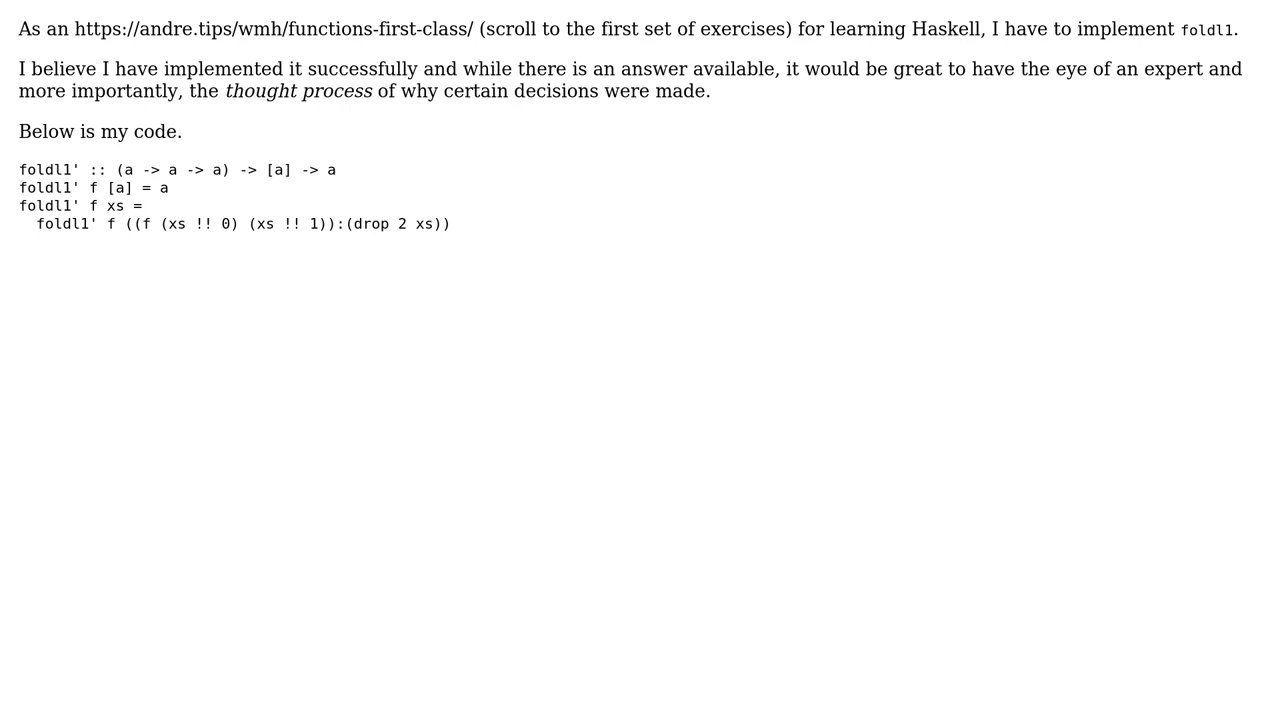 As an https://andre.tips/wmh/functions-first-class/ (scroll to the first set of exercises) for learning Haskell, I have to implement foldl1.
I believe I have implemented it successfully and while there is an answer available, it would be great to have the eye of an expert and
more importantly, the thought process of why certain decisions were made.
Below is my code.
foldl1' :: (a -> a -> a) -> [a] -> a
foldl1' f [a] = a
foldl1' f xs =
  foldl1' f ((f (xs !! 0) (xs !! 1)):(drop 2 xs))